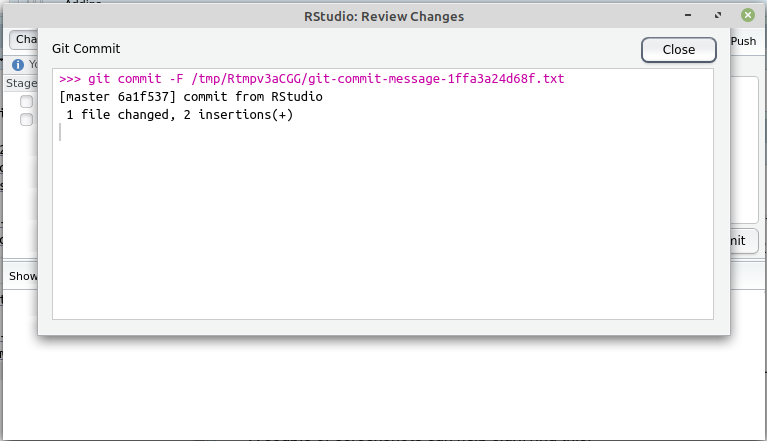 RStudio: Review Changes
Git Commit
Close
Push
Cha
Yo
Stage
>>> git commit -F /tmp/Rtmpv3aCGG/git-commit-message-1ffa3a24d68f.txt
[master 6a1f537] commit from RStudio
1 file changed, 2 insertions(+)
mit
Show